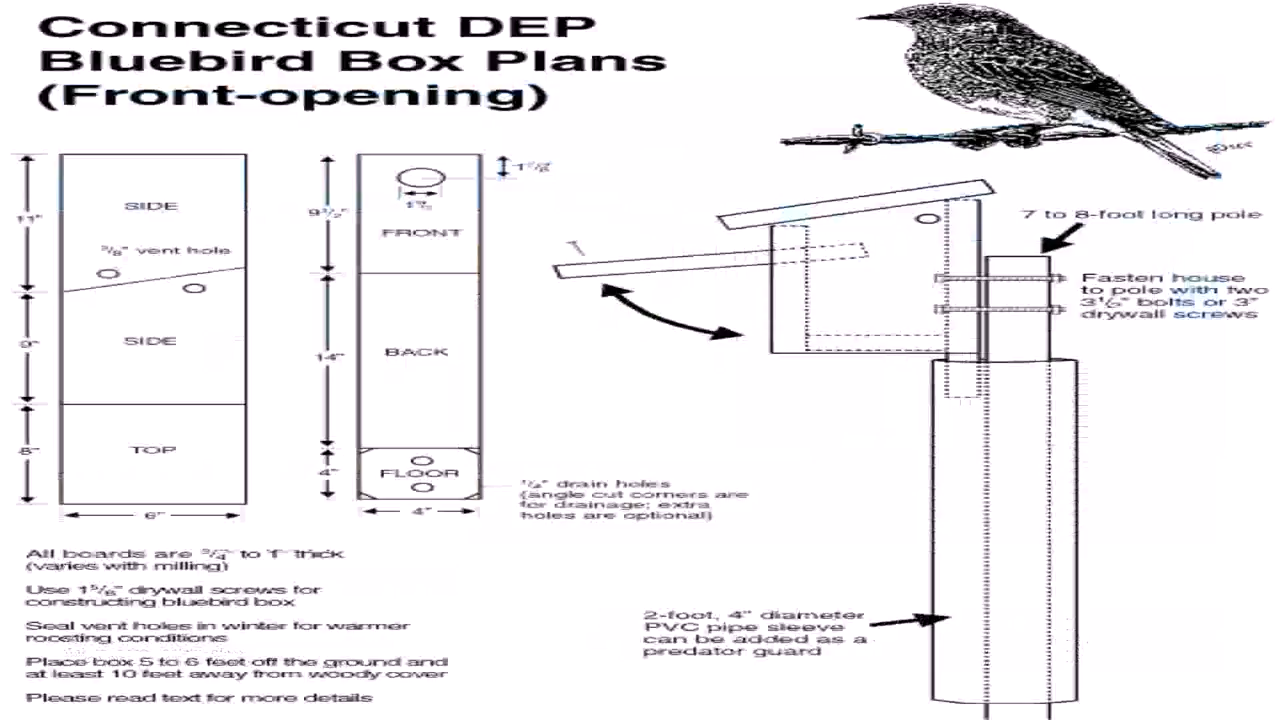 Connecticut DEP
Bluebird Box Plans
(Front-opening)
11"
SIDE
3/8" vent hole
9"
SIDE
8"
TOP
6"
9½"
FRONT
14"
BACK
4"
FLOOR
4"
¼" drain holes
(angle cut corners are
for drainage; extra
holes are optional)
7 to 8-foot long pole
Fasten house
to pole with two
3½" bolts or 3"
drywall screws
2-foot, 4" diameter
PVC pipe sleeve
can be added as a
predator guard
All boards are ¾" to 1" thick
(varies with milling)
Use 1⅝" drywall screws for
constructing bluebird box
Seal vent holes in winter for warmer
roosting conditions
Place box 5 to 6 feet off the ground and
at least 10 feet away from woody cover
Please read text for more details